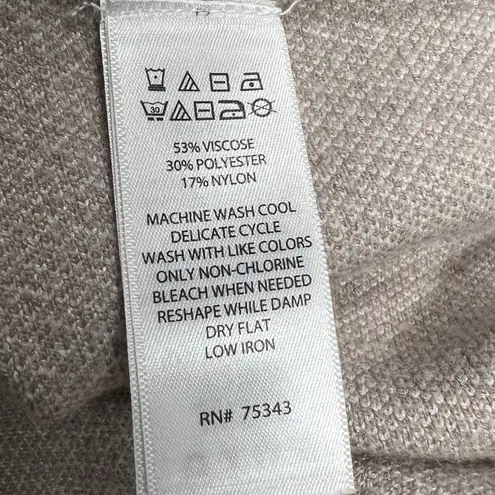 30
53% VISCOSE
30% POLYESTER
17% NYLON
MACHINE WASH COOL
DELICATE CYCLE
WASH WITH LIKE COLORS
ONLY NON-CHLORINE
BLEACH WHEN NEEDED
RESHAPE WHILE DAMP
DRY FLAT
LOW IRON
RN# 75343